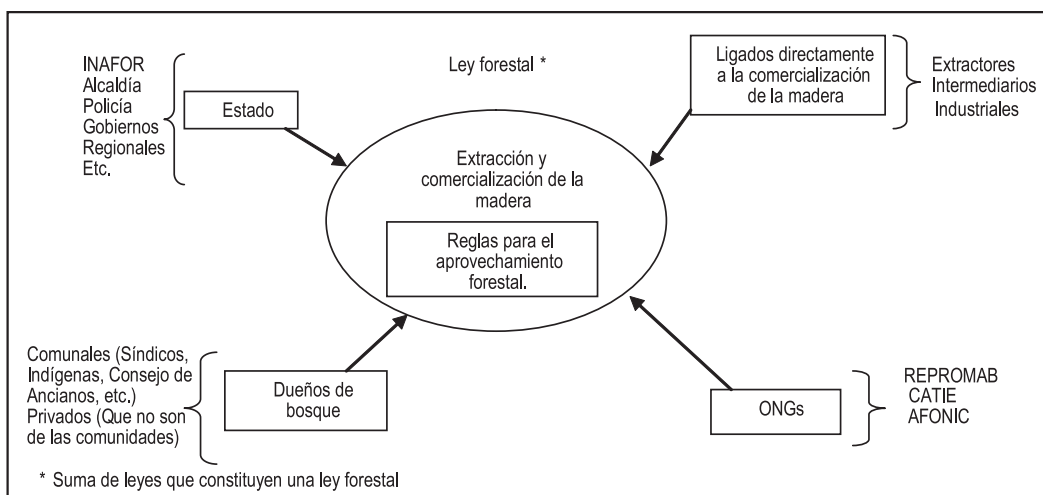 INAFOR
Alcaldía
Policía
Gobiernos
Regionales
Etc.
Estado
Ley forestal *
Ligados directamente
a la comercialización
de la madera
Extractores
Intermediarios
Industriales
Extracción y
comercialización de la
madera
Reglas para el
aprovechamiento
forestal.
Comunales (Síndicos,
Indígenas, Consejo de
Ancianos, etc.)
Privados (Que no son
de las comunidades)
Dueños de
bosque
ONGs
REPROMAB
CATIE
AFONIC
* Suma de leyes que constituyen una ley forestal